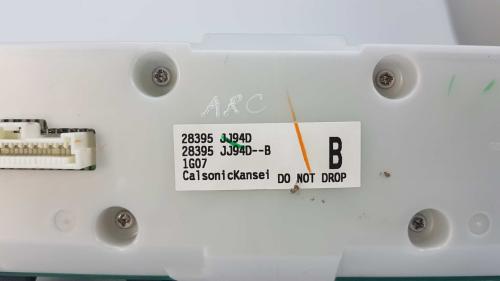 ARC
28395 JJ94D
28395 JJ94D--B
1G07
CalsonicKansei DO NOT DROP
B